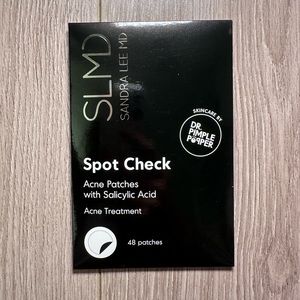 SLMD
SANDRA LEE MD
SKINCARE BY
DR.
PIMPLE
POPPER
Spot Check
Acne Patches
with Salicylic Acid
Acne Treatment
48 patches